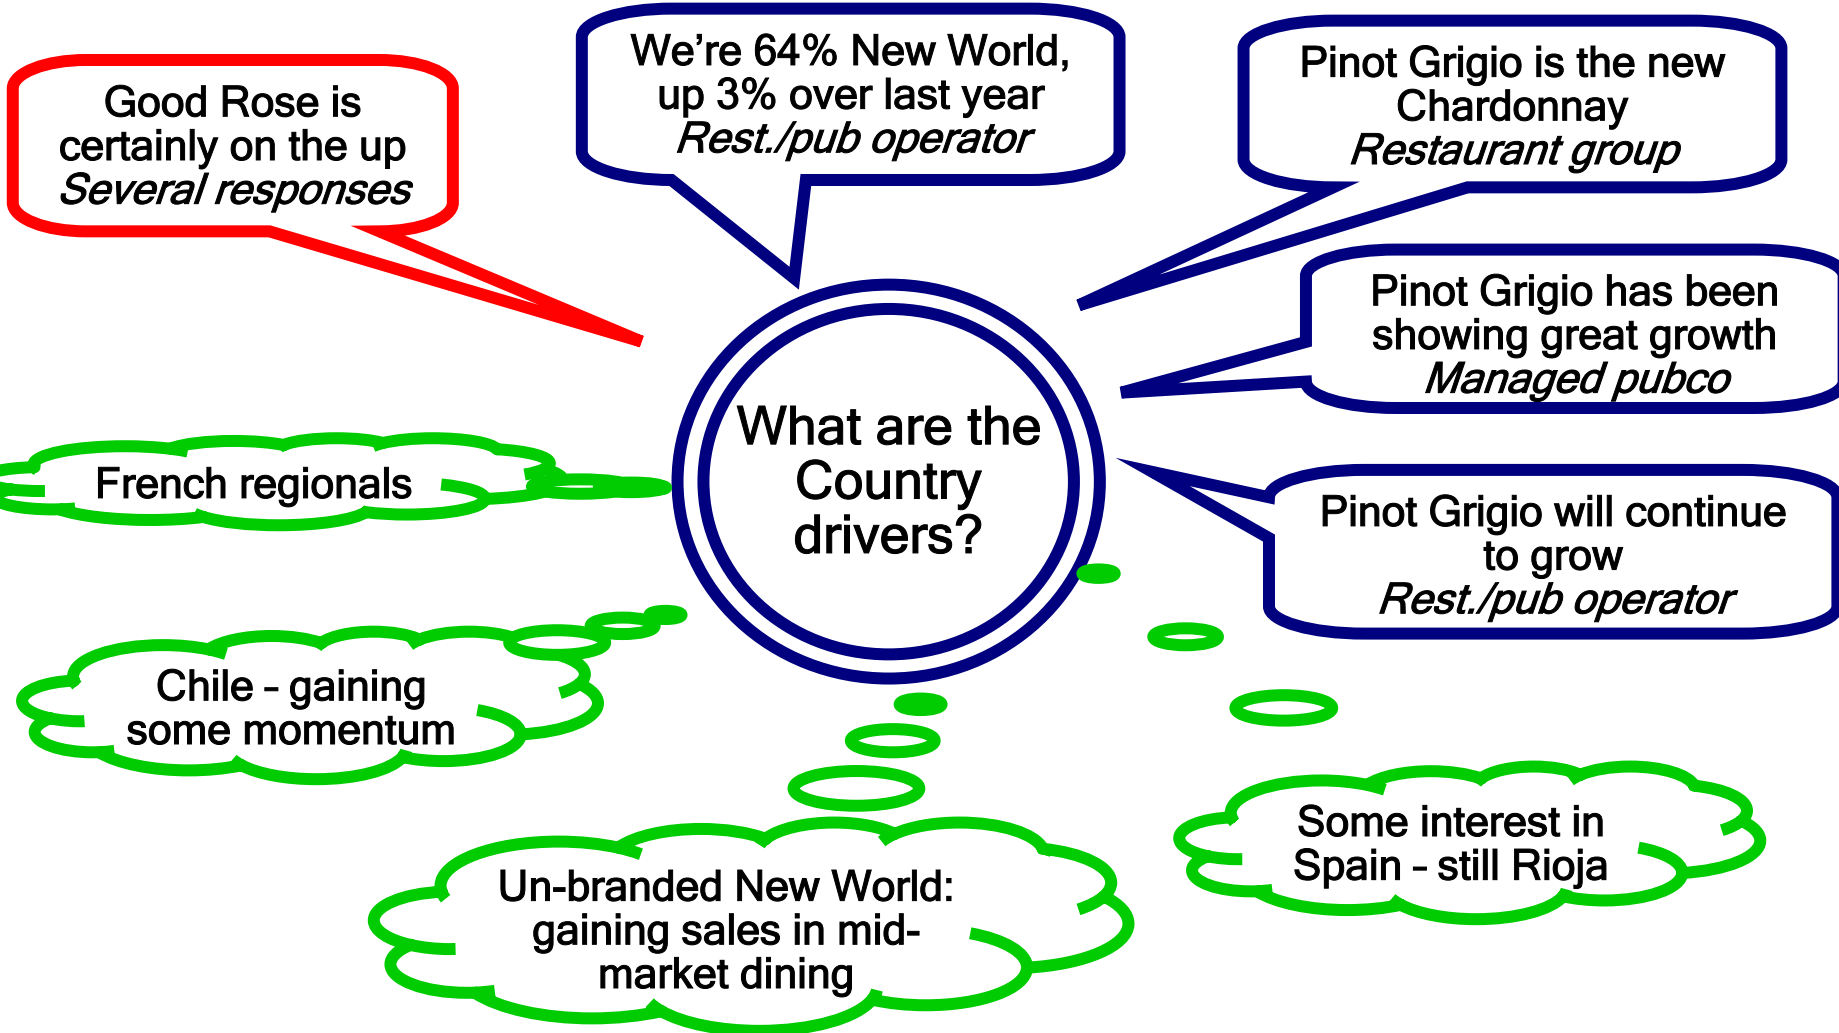 Good Rose is
certainly on the up
Several responses
We’re 64% New World,
up 3% over last year
Rest./pub operator
Pinot Grigio is the new
Chardonnay
Restaurant group
Pinot Grigio has been
showing great growth
Managed pubco
What are the
Country
drivers?
French regionals
Pinot Grigio will continue
to grow
Rest./pub operator
Chile – gaining
some momentum
Un-branded New World:
gaining sales in mid-
market dining
Some interest in
Spain – still Rioja